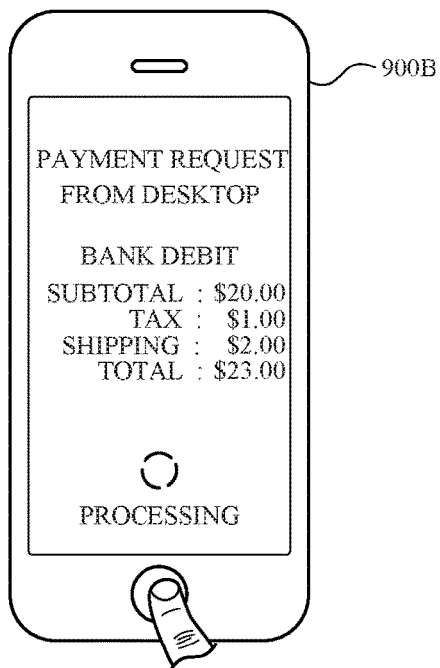 900B
PAYMENT REQUEST
FROM DESKTOP
BANK DEBIT
SUBTOTAL : $20.00
TAX : $1.00
SHIPPING : $2.00
TOTAL : $23.00
PROCESSING